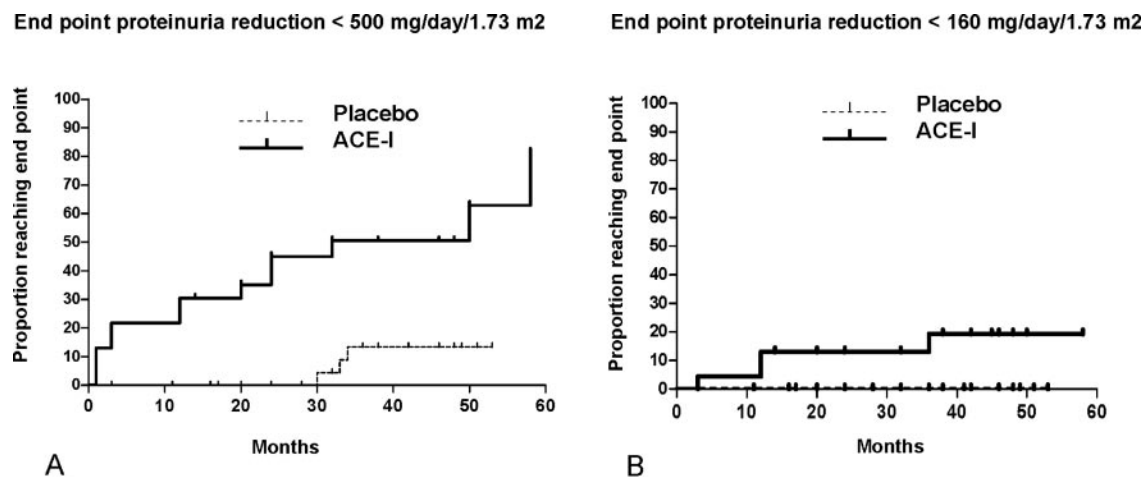 End point proteinuria reduction < 500 mg/day/1.73 m2
Proportion reaching end point
100
90
80
70
60
50
40
30
20
10
0
Placebo
ACE-I
0 10 20 30 40 50 60
Months
A
End point proteinuria reduction < 160 mg/day/1.73 m2
Proportion reaching end point
100
90
80
70
60
50
40
30
20
10
0
Placebo
ACE-I
0 10 20 30 40 50 60
Months
B